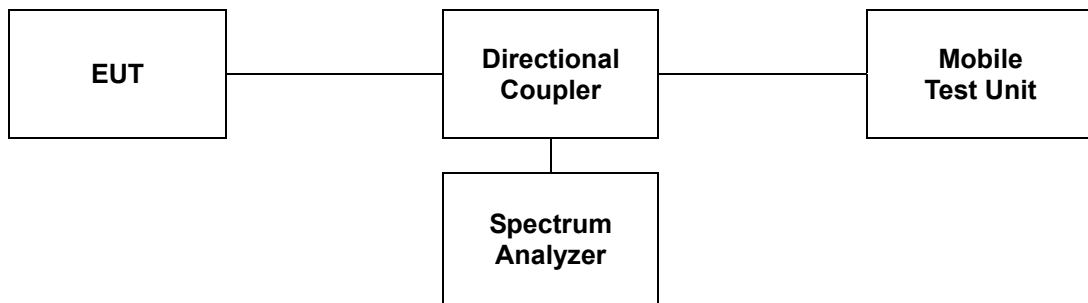 EUT
Directional
Coupler
Mobile
Test Unit
Spectrum
Analyzer